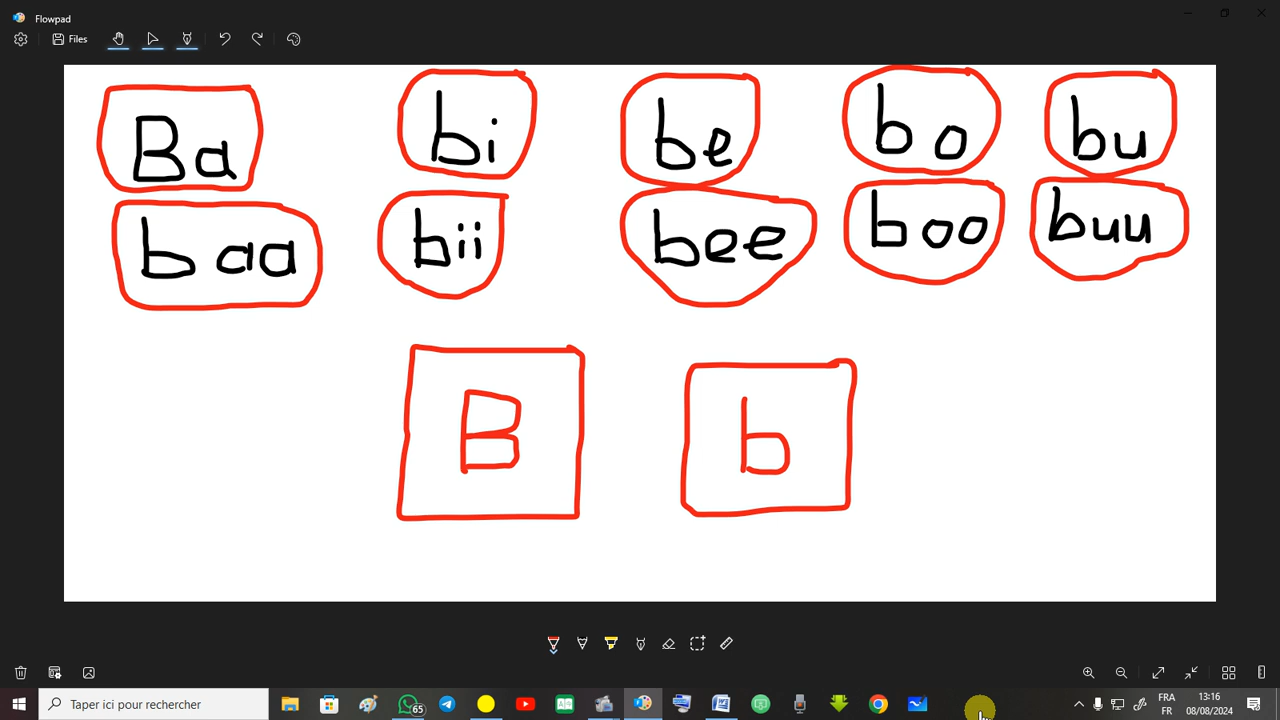 Flowpad
Files
Ba bi be bo bu
baa bii bee boo buu
B b
Taper ici pour rechercher
65
FRA
FR
13:16
08/08/2024